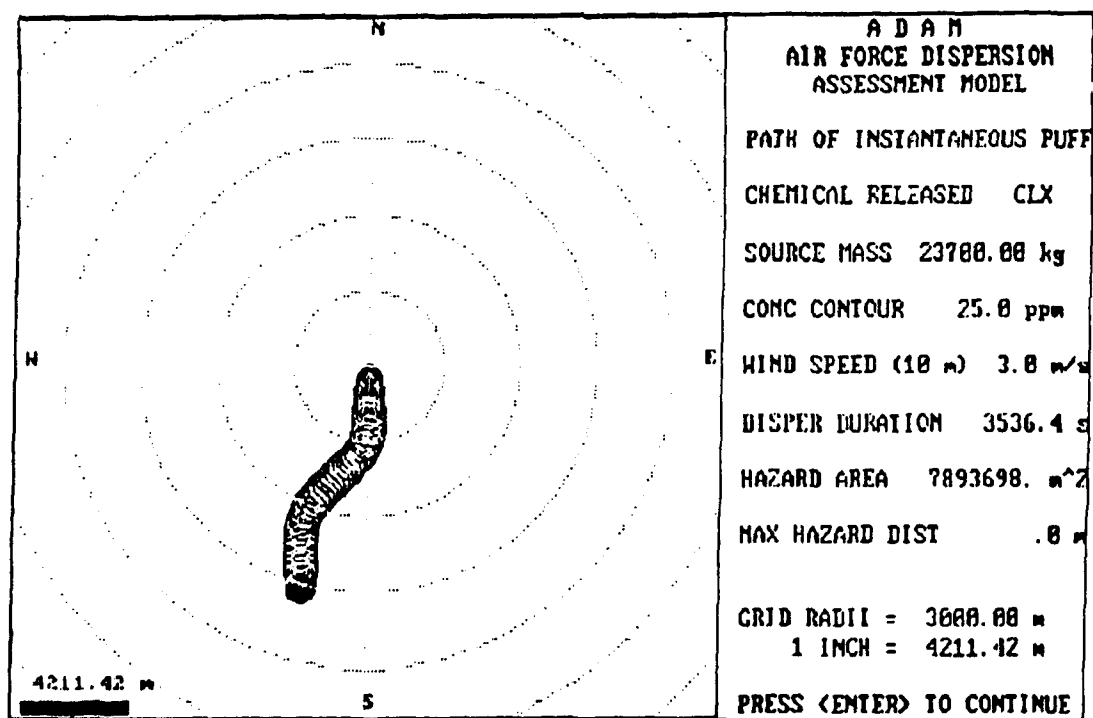 N
W
E
S
4211.42 m
A D A M
AIR FORCE DISPERSION
ASSESSMENT MODEL
PATH OF INSTANTANEOUS PUFF
CHEMICAL RELEASED CLX
SOURCE MASS 23700.00 kg
CONC CONTOUR 25.0 ppm
WIND SPEED (10 m) 3.0 m/s
DISPER DURATION 3536.4 s
HAZARD AREA 7893698. m^2
MAX HAZARD DIST .0 m
GRID RADII = 3000.00 m
1 INCH = 4211.42 m
PRESS <ENTER> TO CONTINUE